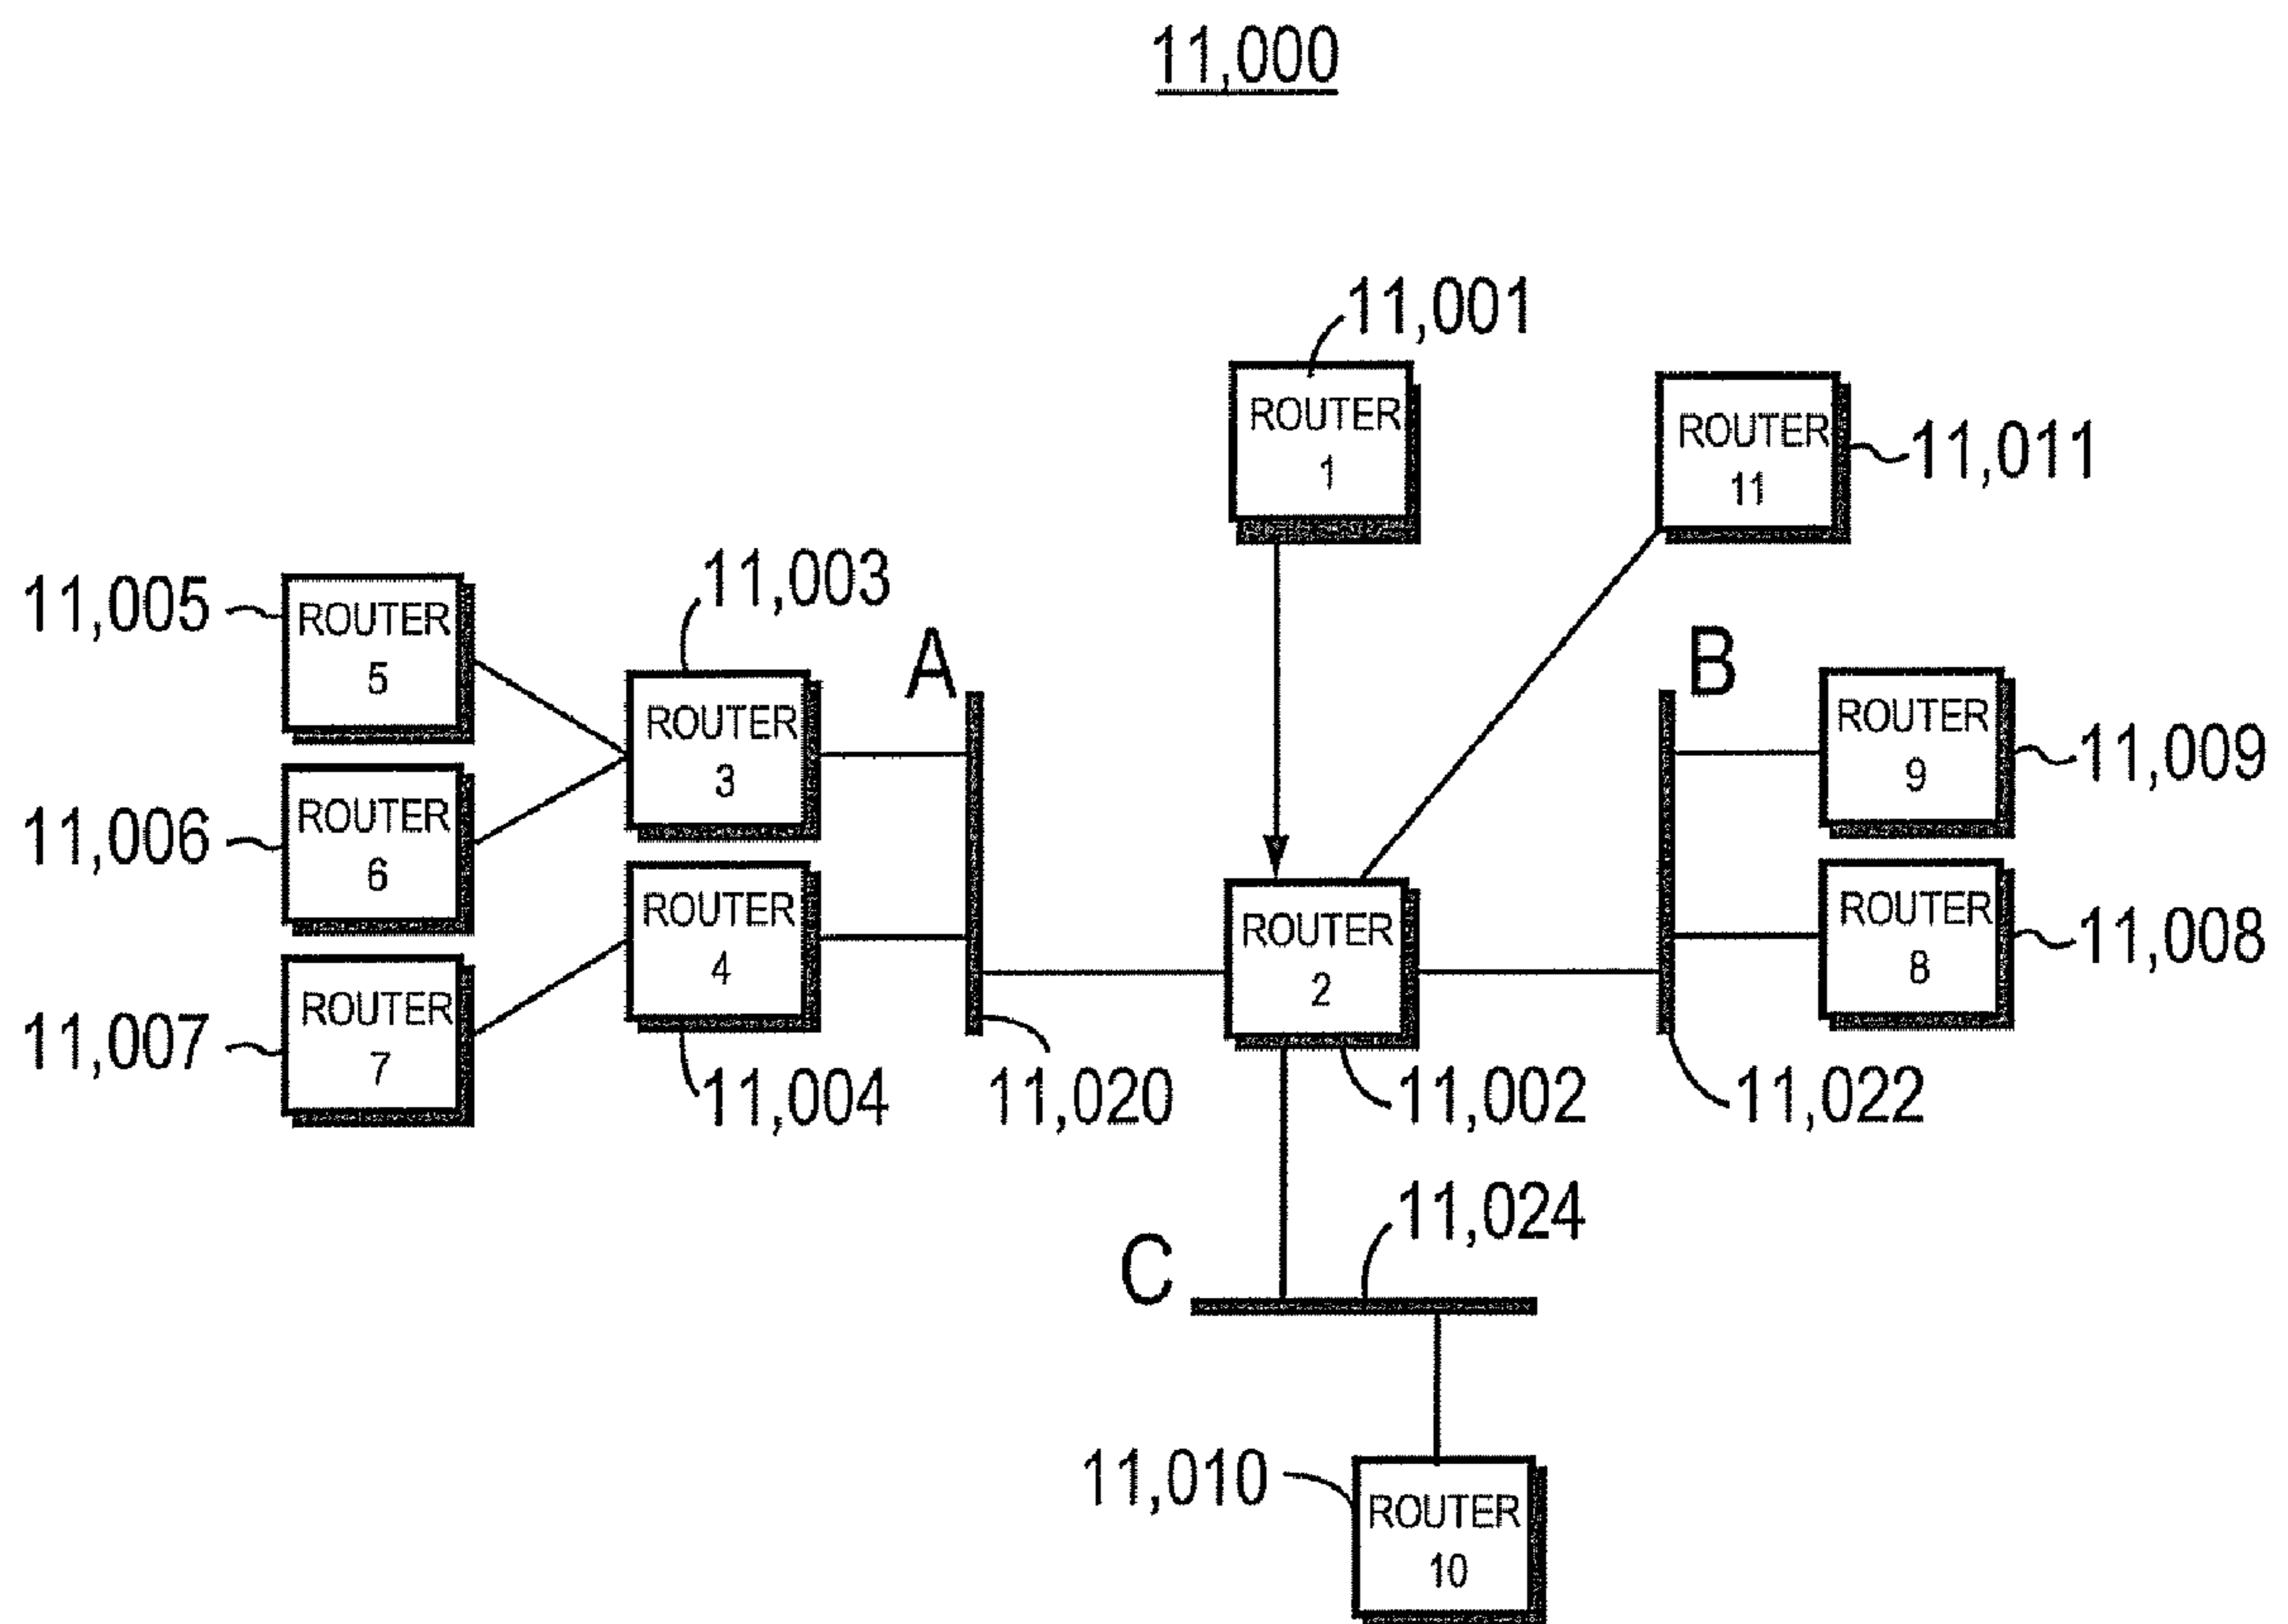 11,000
11,001
ROUTER
1
ROUTER
11
11,011
11,005
ROUTER
5
11,003
ROUTER
3
A
B
ROUTER
9
11,009
11,006
ROUTER
6
ROUTER
4
ROUTER
2
ROUTER
8
11,008
11,007
ROUTER
7
11,004
11,020
11,002
11,022
11,024
C
11,010
ROUTER
10